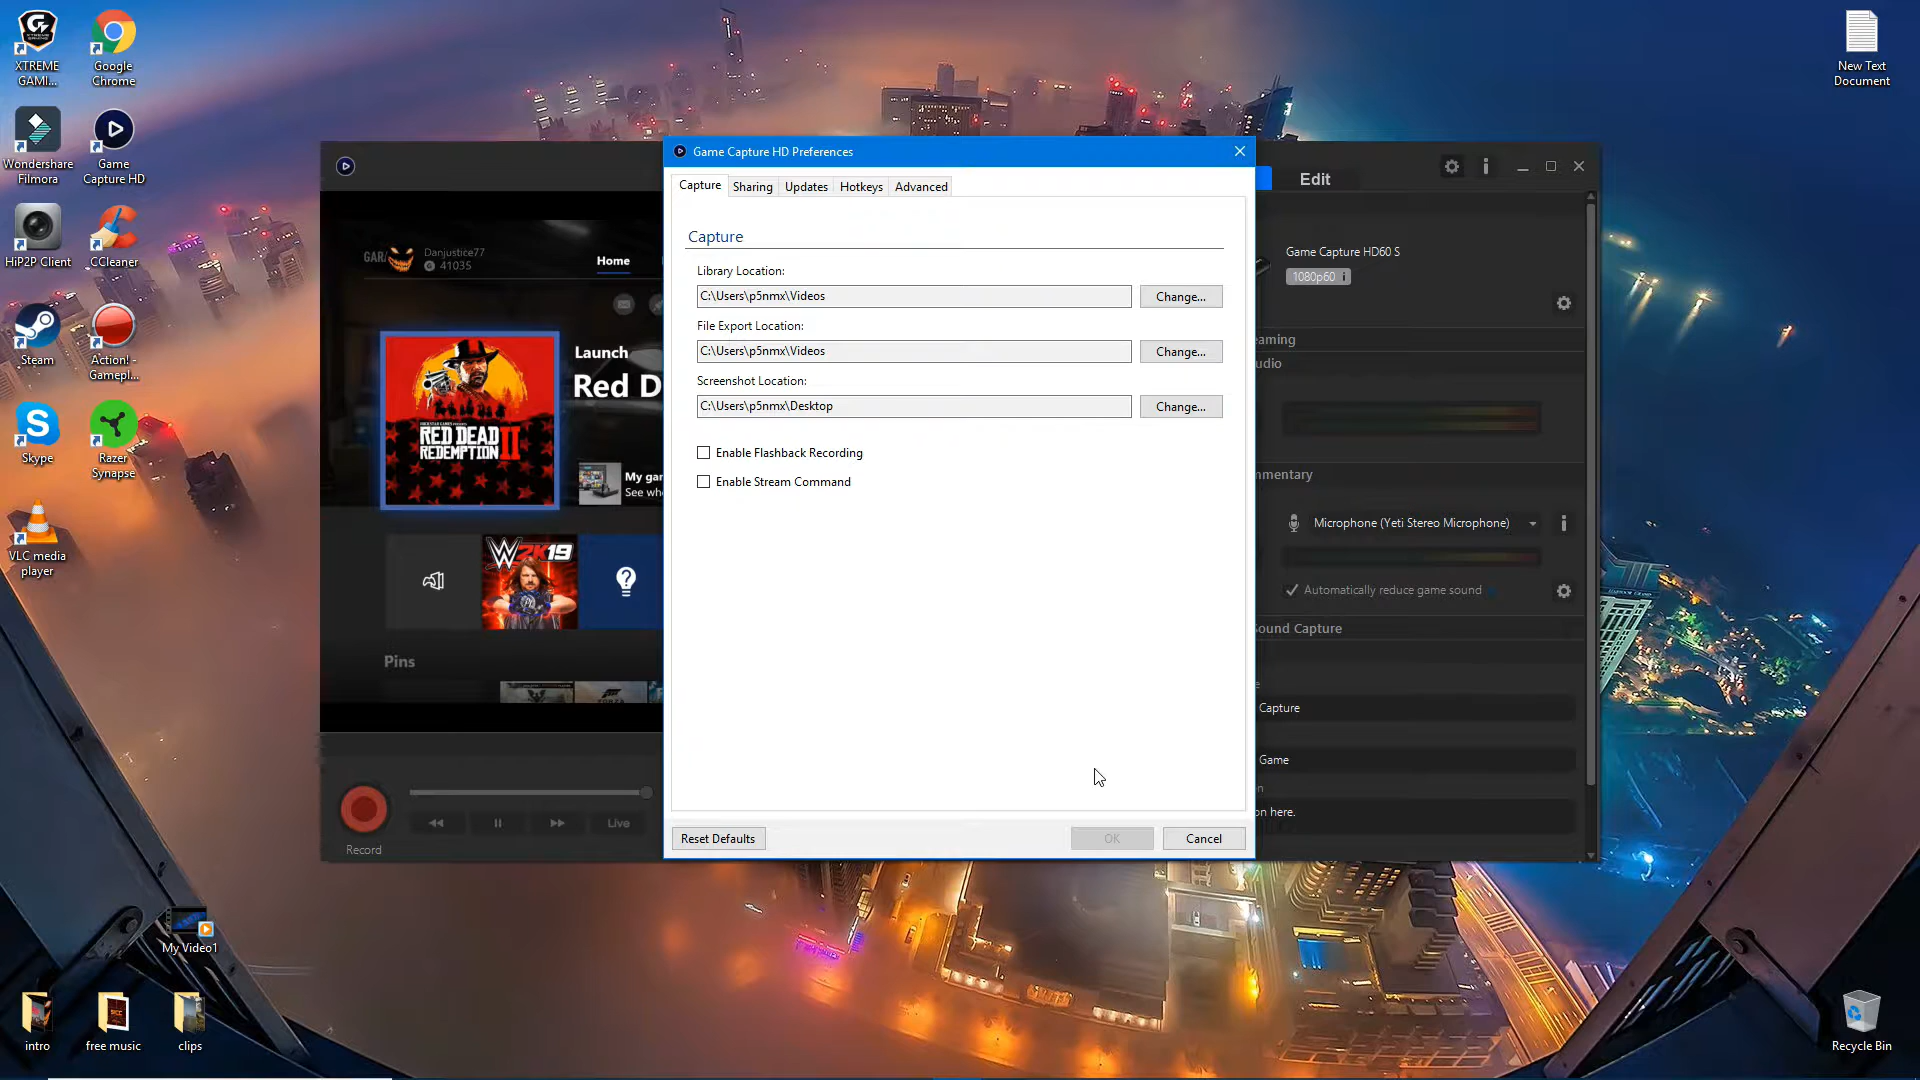 XTREME
GAMI...
Google
Chrome
Wondershare
Filmora
Game
Capture HD
HiP2P Client
CCleaner
Steam
Action! -
Gamepl...
Skype
Razer
Synapse
VLC media
player
My Video1
intro
free music
clips
New Text
Document
Recycle Bin
Danjustice77
41035
Home
Launch
Red D
RED DEAD
REDEMPTION II
My gar
See wh
W2K19
Pins
Record
Live
Game Capture HD Preferences
Capture
Sharing
Updates
Hotkeys
Advanced
Capture
Library Location:
C:\Users\p5nmx\Videos
Change...
File Export Location:
C:\Users\p5nmx\Videos
Change...
Screenshot Location:
C:\Users\p5nmx\Desktop
Change...
Enable Flashback Recording
Enable Stream Command
Reset Defaults
OK
Cancel
Edit
Game Capture HD60 S
1080p60
eaming
udio
mmentary
Microphone (Yeti Stereo Microphone)
Automatically reduce game sound
Sound Capture
Capture
Game
on here.